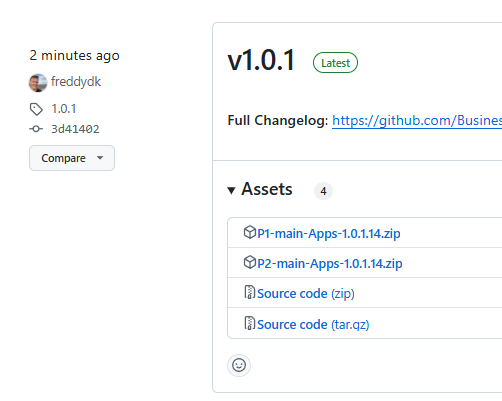 2 minutes ago
freddydk
1.0.1
3d41402
Compare
v1.0.1
Latest
Full Changelog: https://github.com/Busines
Assets 4
P1-main-Apps-1.0.1.14.zip
P2-main-Apps-1.0.1.14.zip
Source code (zip)
Source code (tar.gz)